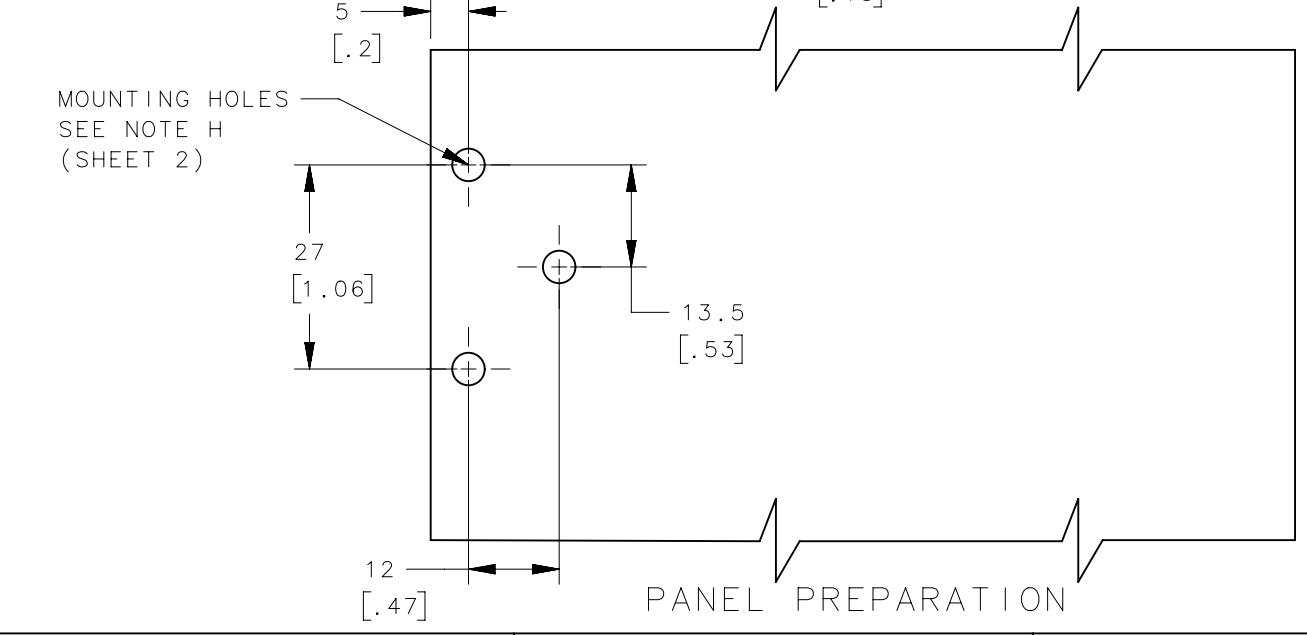 5
[.2]
MOUNTING HOLES
SEE NOTE H
(SHEET 2)
27
[1.06]
13.5
[.53]
12
[.47]
PANEL PREPARATION